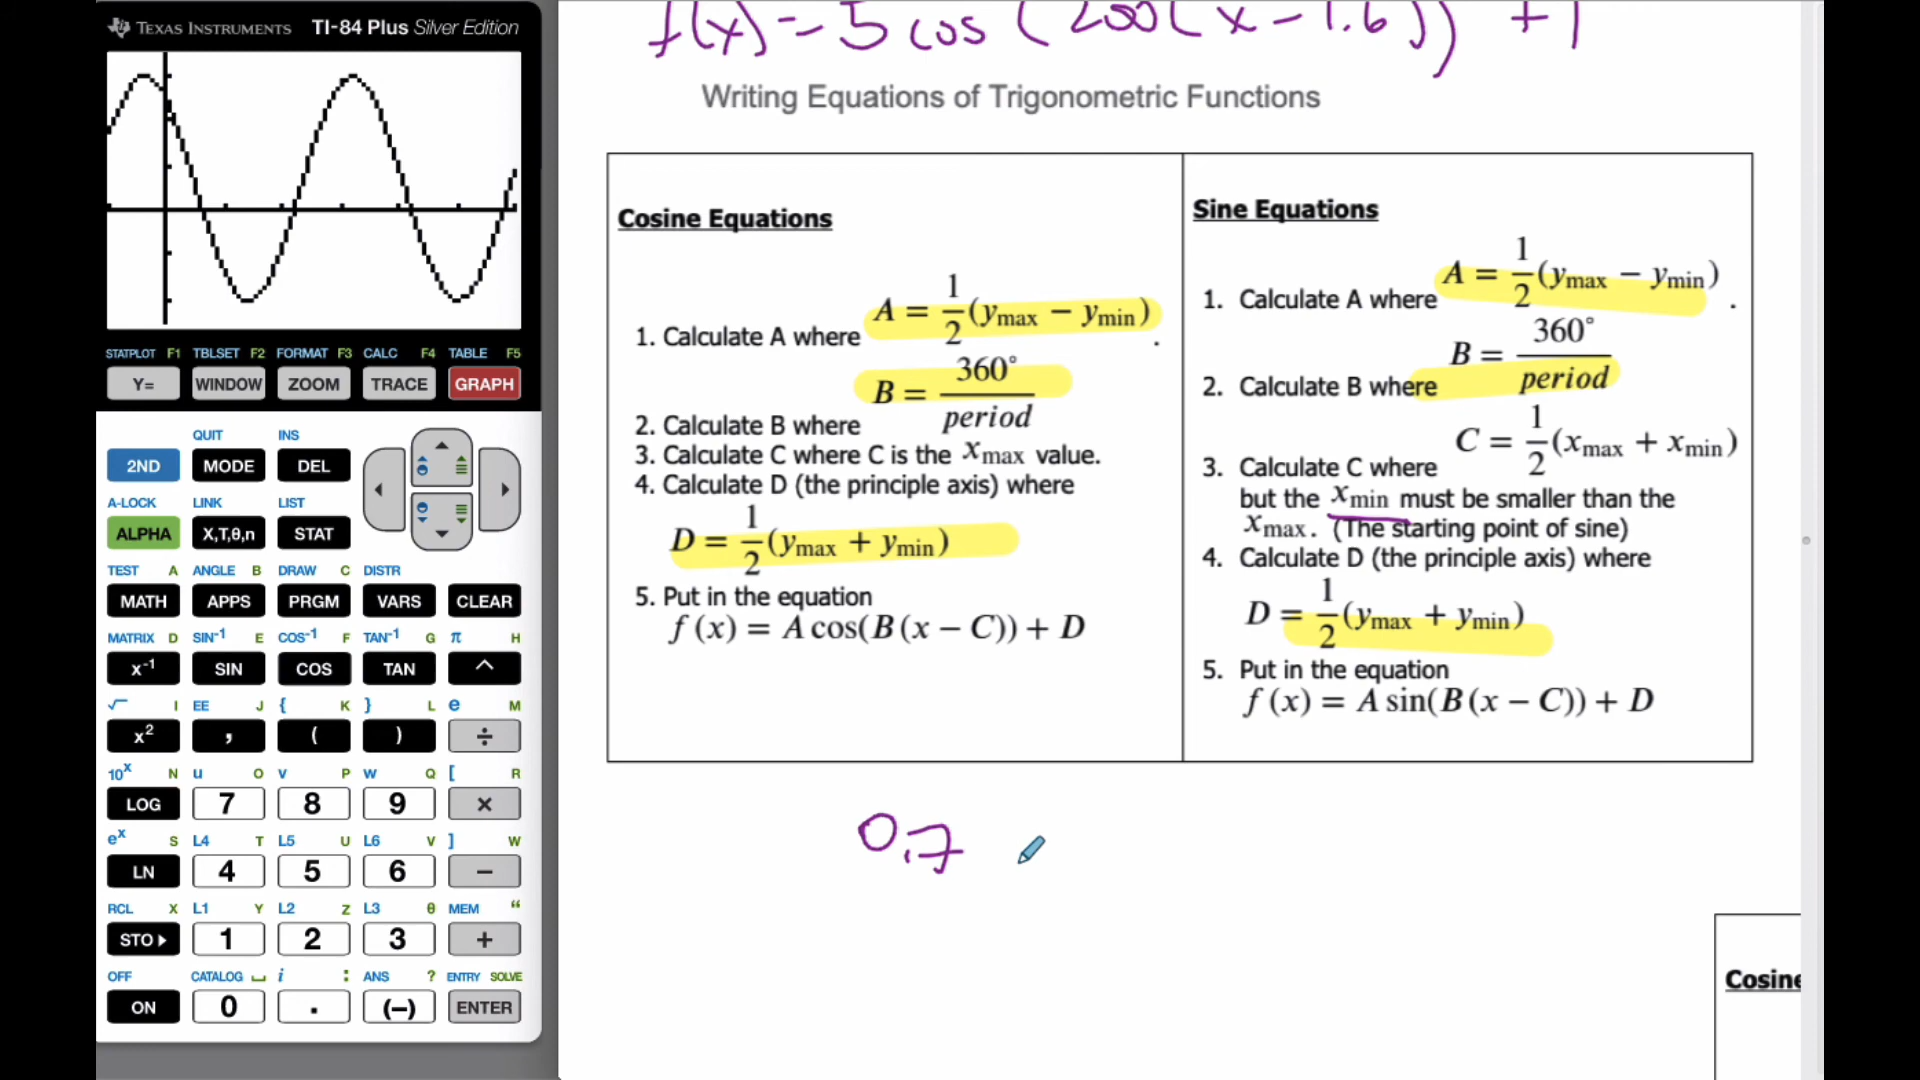 f(x) = 5 cos (200(x - 1.6)) + 1
Writing Equations of Trigonometric Functions
Cosine Equations
1. Calculate A where A = 1/2 (ymax − ymin) .
2. Calculate B where B = 360° / period
3. Calculate C where C is the xmax value.
4. Calculate D (the principle axis) where
D = 1/2 (ymax + ymin)
5. Put in the equation
f (x) = A cos(B (x − C)) + D
Sine Equations
1. Calculate A where A = 1/2 (ymax − ymin) .
2. Calculate B where B = 360° / period
3. Calculate C where C = 1/2 (xmax + xmin)
but the xmin must be smaller than the
xmax. (The starting point of sine)
4. Calculate D (the principle axis) where
D = 1/2 (ymax + ymin)
5. Put in the equation
f (x) = A sin(B (x − C)) + D
0.7
Cosine
TEXAS INSTRUMENTS TI-84 Plus Silver Edition
STATPLOT F1 TBLSET F2 FORMAT F3 CALC F4 TABLE F5
Y= WINDOW ZOOM TRACE GRAPH
QUIT INS
2ND MODE DEL
A-LOCK LINK LIST
ALPHA X,T,θ,n STAT
TEST A ANGLE B DRAW C DISTR
MATH APPS PRGM VARS CLEAR
MATRIX D SIN-1 E COS-1 F TAN-1 G π H
x-1 SIN COS TAN ^
√ I EE J { K } L e M
x2 , ( ) ÷
10x N u O v P w Q [ R
LOG 7 8 9 ×
ex S L4 T L5 U L6 V ] W
LN 4 5 6 −
RCL X L1 Y L2 Z L3 θ MEM “
STO▸ 1 2 3 +
OFF CATALOG ⎵ i : ANS ? ENTRY SOLVE
ON 0 . (−) ENTER